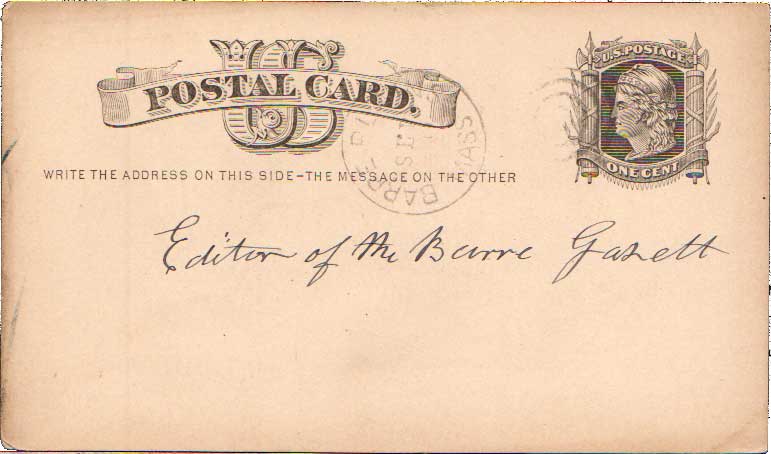 US
POSTAL CARD.
U.S. POSTAGE
ONE CENT
BARRE MASS
WRITE THE ADDRESS ON THIS SIDE-THE MESSAGE ON THE OTHER
Editor of the Barre Gazett